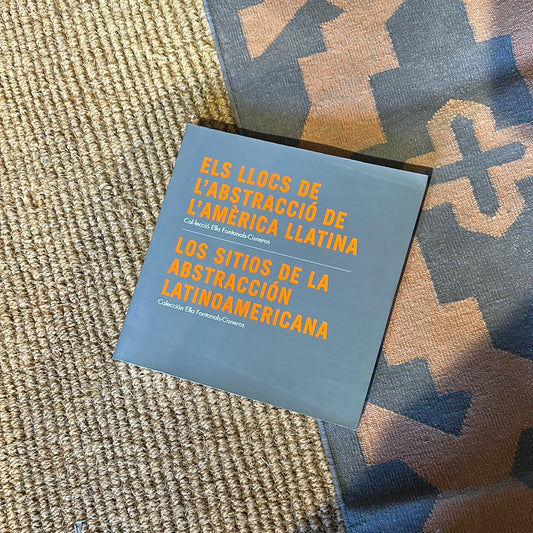 ELS LLOCS DE
L'ABSTRACCIÓ DE
L'AMÈRICA LLATINA
Col·lecció Ella Fontanals-Cisneros
LOS SITIOS DE LA
ABSTRACCIÓN
LATINOAMERICANA
Colección Ella Fontanals-Cisneros